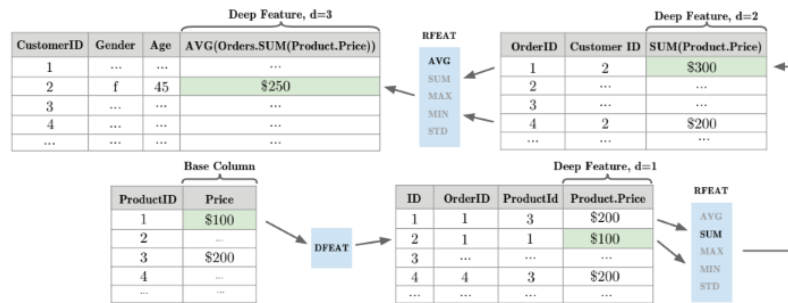 Deep Feature, d=3
CustomerID Gender Age AVG(Orders.SUM(Product.Price))
1 ... ... ...
2 f 45 $250
3 ... ... ...
4 ... ... ...
... ... ... ...
RFEAT
AVG
SUM
MAX
MIN
STD
Deep Feature, d=2
OrderID Customer ID SUM(Product.Price)
1 2 $300
2 ... ...
3 ... ...
4 2 $200
... ... ...
Base Column
ProductID Price
1 $100
2 ...
3 $200
4 ...
... ...
DFEAT
Deep Feature, d=1
ID OrderID ProductId Product.Price
1 1 3 $200
2 1 1 $100
3 ... ... ...
4 4 3 $200
... ... ... ...
RFEAT
AVG
SUM
MAX
MIN
STD